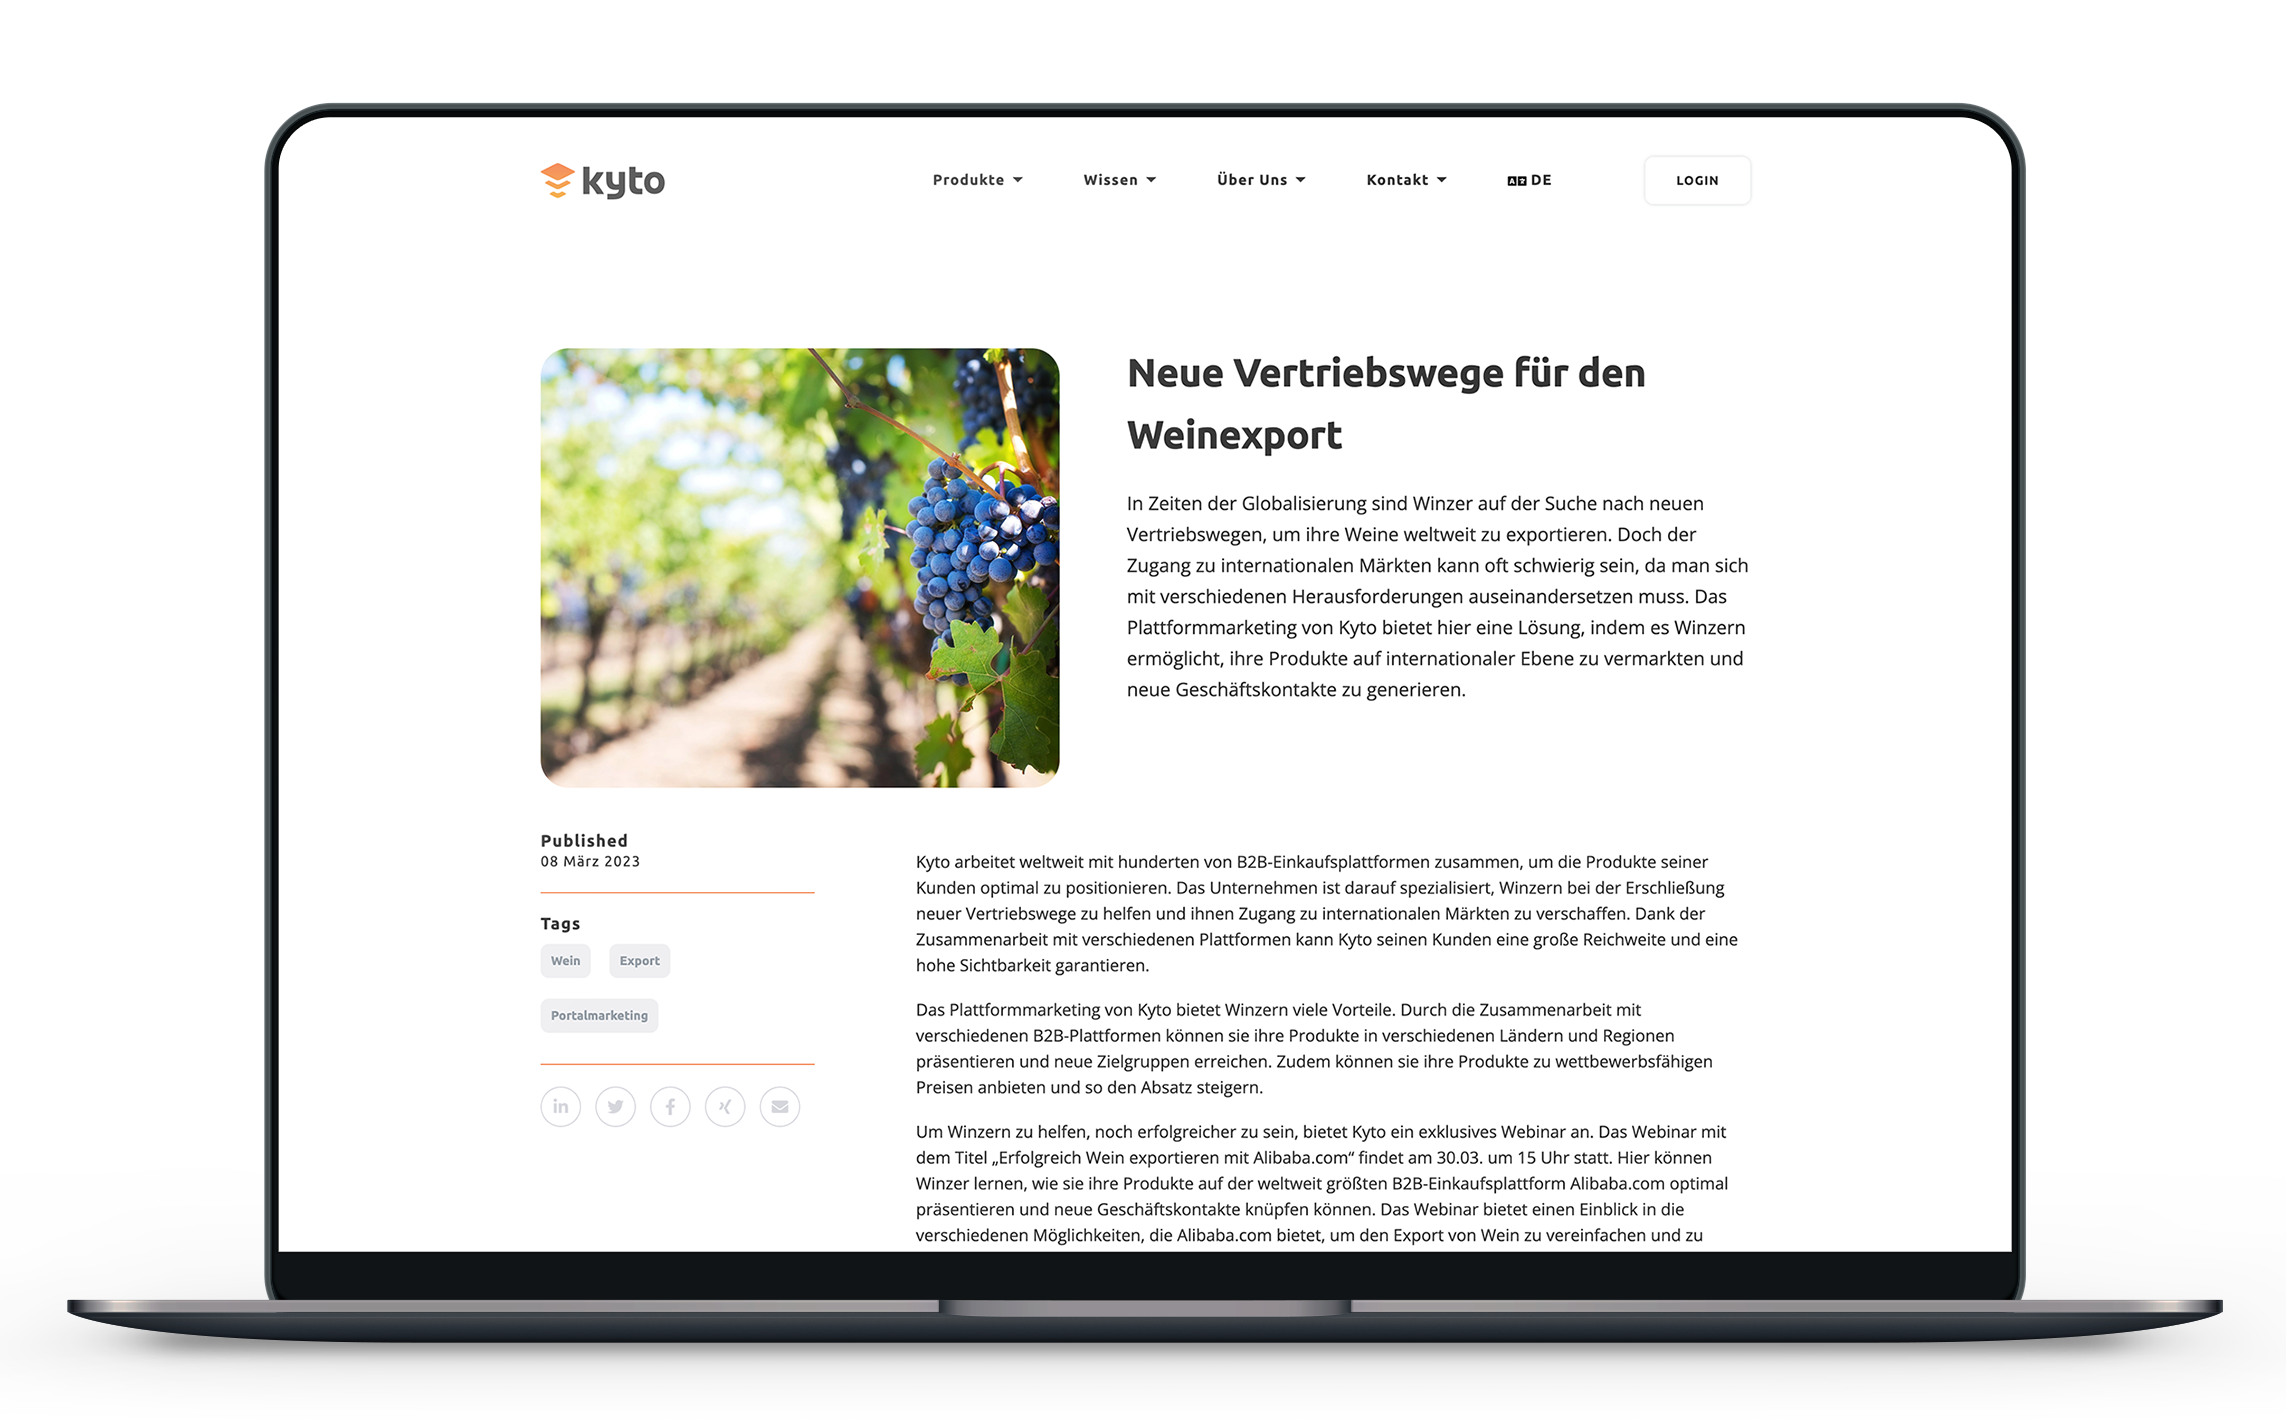 kyto
Produkte
Wissen
Über Uns
Kontakt
DE
LOGIN
Neue Vertriebswege für den
Weinexport
In Zeiten der Globalisierung sind Winzer auf der Suche nach neuen
Vertriebswegen, um ihre Weine weltweit zu exportieren. Doch der
Zugang zu internationalen Märkten kann oft schwierig sein, da man sich
mit verschiedenen Herausforderungen auseinandersetzen muss. Das
Plattformmarketing von Kyto bietet hier eine Lösung, indem es Winzern
ermöglicht, ihre Produkte auf internationaler Ebene zu vermarkten und
neue Geschäftskontakte zu generieren.
Published
08 März 2023
Tags
Wein
Export
Portalmarketing
Kyto arbeitet weltweit mit hunderten von B2B-Einkaufsplattformen zusammen, um die Produkte seiner
Kunden optimal zu positionieren. Das Unternehmen ist darauf spezialisiert, Winzern bei der Erschließung
neuer Vertriebswege zu helfen und ihnen Zugang zu internationalen Märkten zu verschaffen. Dank der
Zusammenarbeit mit verschiedenen Plattformen kann Kyto seinen Kunden eine große Reichweite und eine
hohe Sichtbarkeit garantieren.
Das Plattformmarketing von Kyto bietet Winzern viele Vorteile. Durch die Zusammenarbeit mit
verschiedenen B2B-Plattformen können sie ihre Produkte in verschiedenen Ländern und Regionen
präsentieren und neue Zielgruppen erreichen. Zudem können sie ihre Produkte zu wettbewerbsfähigen
Preisen anbieten und so den Absatz steigern.
Um Winzern zu helfen, noch erfolgreicher zu sein, bietet Kyto ein exklusives Webinar an. Das Webinar mit
dem Titel „Erfolgreich Wein exportieren mit Alibaba.com“ findet am 30.03. um 15 Uhr statt. Hier können
Winzer lernen, wie sie ihre Produkte auf der weltweit größten B2B-Einkaufsplattform Alibaba.com optimal
präsentieren und neue Geschäftskontakte knüpfen können. Das Webinar bietet einen Einblick in die
verschiedenen Möglichkeiten, die Alibaba.com bietet, um den Export von Wein zu vereinfachen und zu